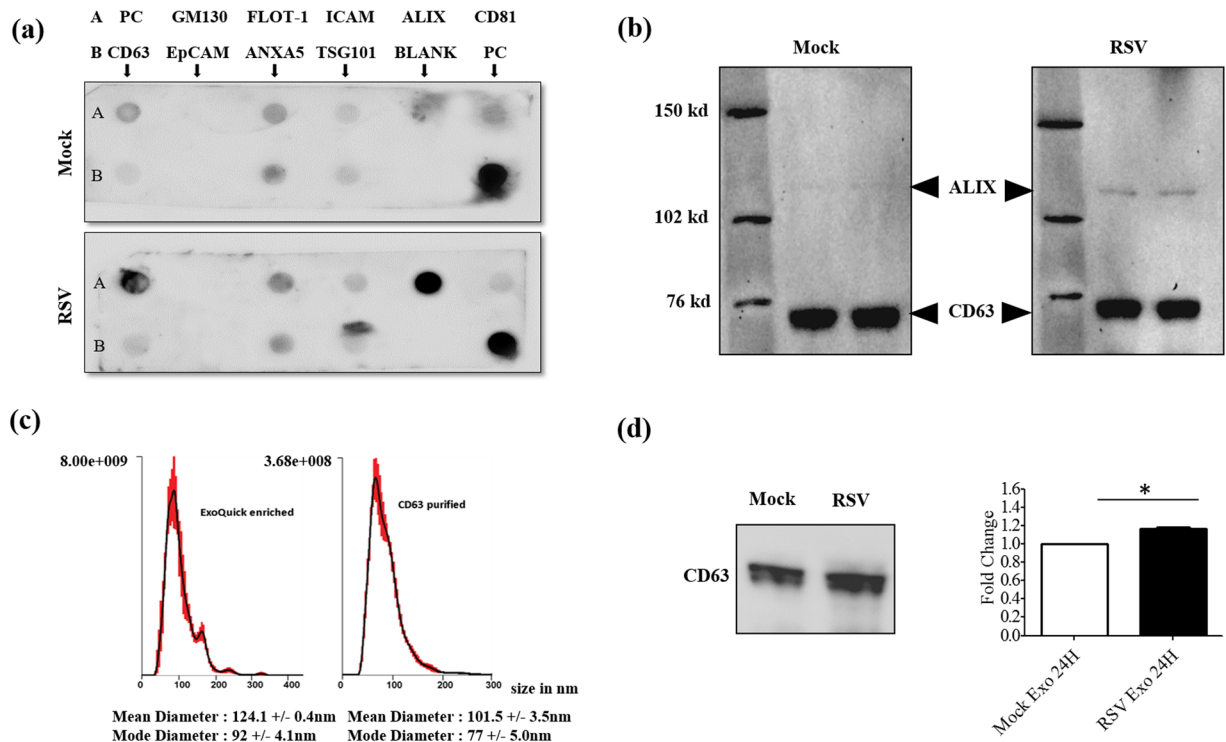 (a)
A PC GM130 FLOT-1 ICAM ALIX CD81
B CD63 EpCAM ANXA5 TSG101 BLANK PC
Mock
A
B
RSV
A
B
(b)
Mock RSV
150 kd
ALIX
102 kd
76 kd
CD63
(c)
8.00e+009
ExoQuick enriched
0 100 200 300 400
Mean Diameter : 124.1 +/- 0.4nm
Mode Diameter : 92 +/- 4.1nm
3.68e+008
CD63 purified
0 100 200 300
size in nm
Mean Diameter : 101.5 +/- 3.5nm
Mode Diameter : 77 +/- 5.0nm
(d)
Mock RSV
CD63
Fold Change
1.6
1.4
1.2
1.0
0.8
0.6
0.4
0.2
0.0
*
Mock Exo 24H
RSV Exo 24H